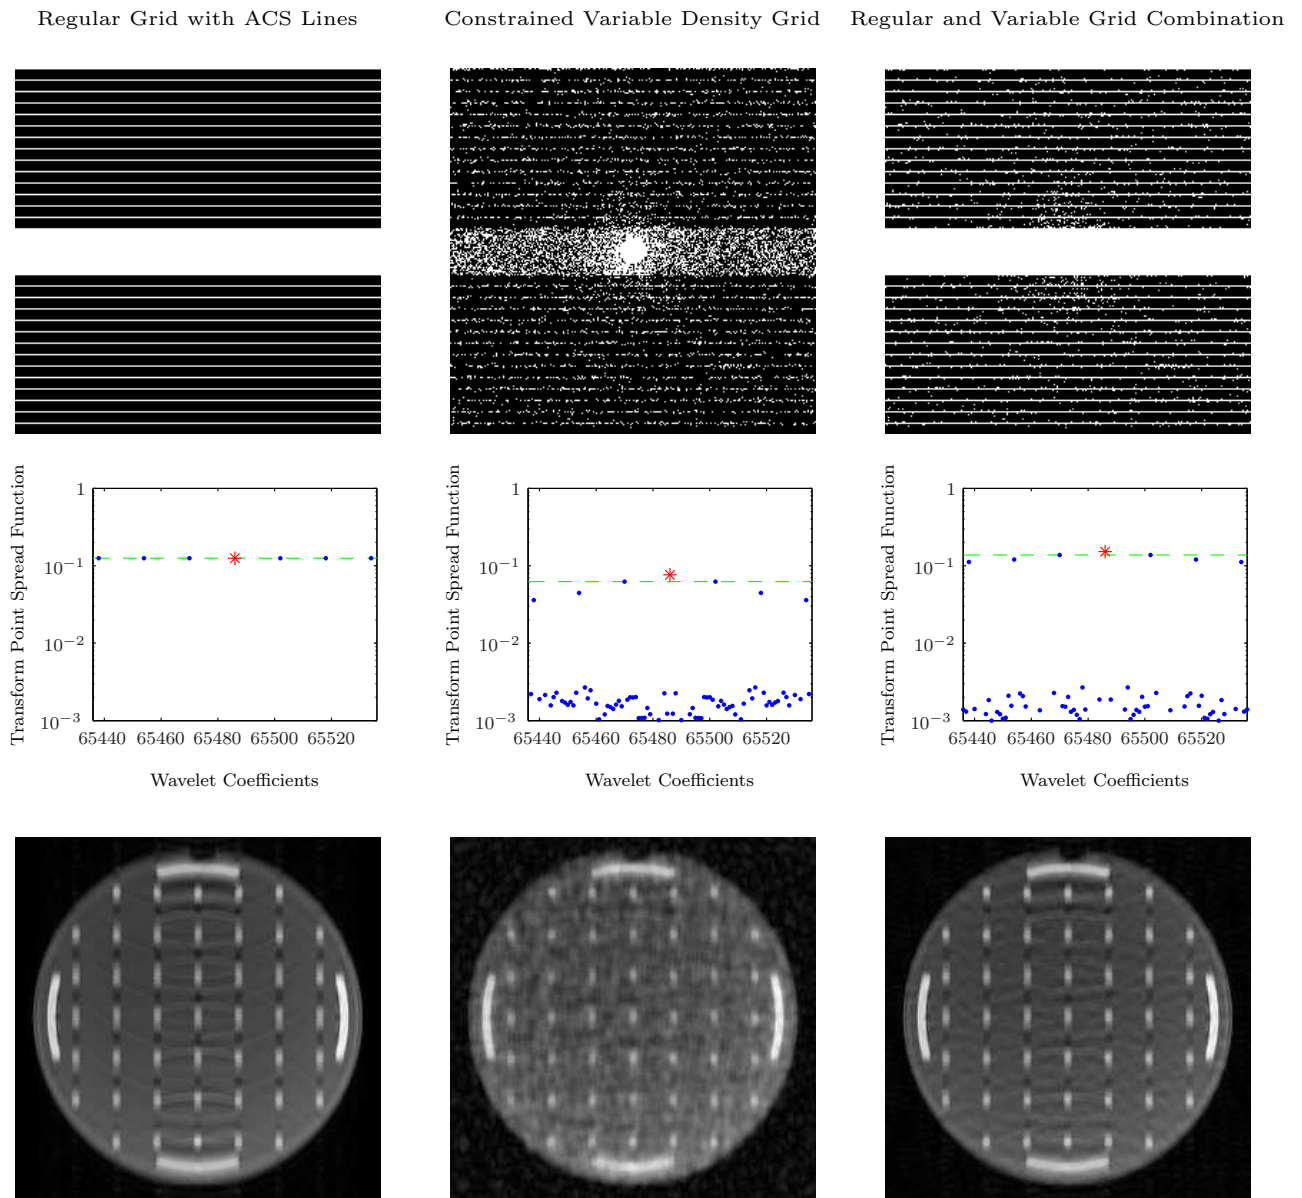 Regular Grid with ACS Lines
Constrained Variable Density Grid
Regular and Variable Grid Combination
Transform Point Spread Function
1
10−1
10−2
10−3
65440 65460 65480 65500 65520
Wavelet Coefficients
Transform Point Spread Function
1
10−1
10−2
10−3
65440 65460 65480 65500 65520
Wavelet Coefficients
Transform Point Spread Function
1
10−1
10−2
10−3
65440 65460 65480 65500 65520
Wavelet Coefficients